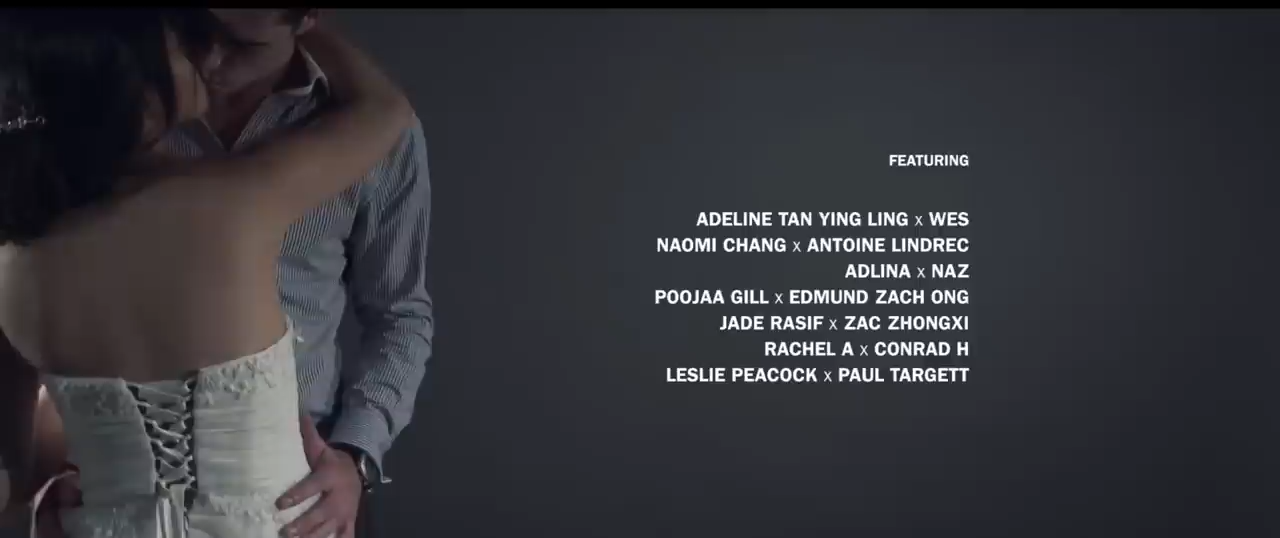 FEATURING
ADELINE TAN YING LING x WES
NAOMI CHANG x ANTOINE LINDREC
ADLINA x NAZ
POOJAA GILL x EDMUND ZACH ONG
JADE RASIF x ZAC ZHONGXI
RACHEL A x CONRAD H
LESLIE PEACOCK x PAUL TARGETT